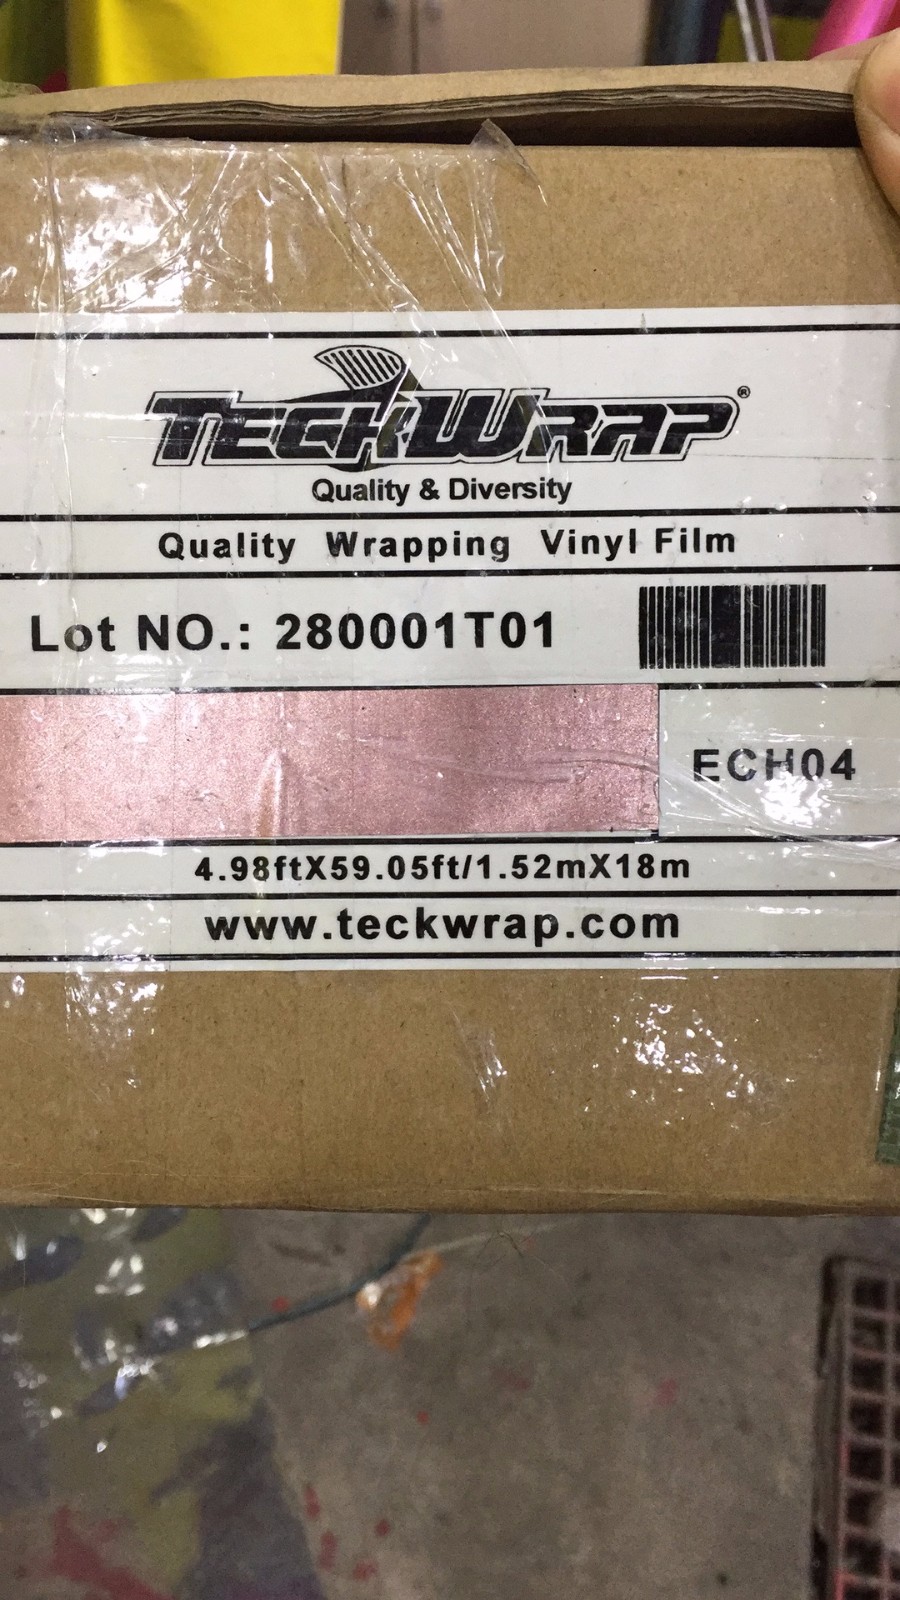 TECKWRAP®
Quality & Diversity
Quality Wrapping Vinyl Film
Lot NO.: 280001T01
ECH04
4.98ftX59.05ft/1.52mX18m
www.teckwrap.com